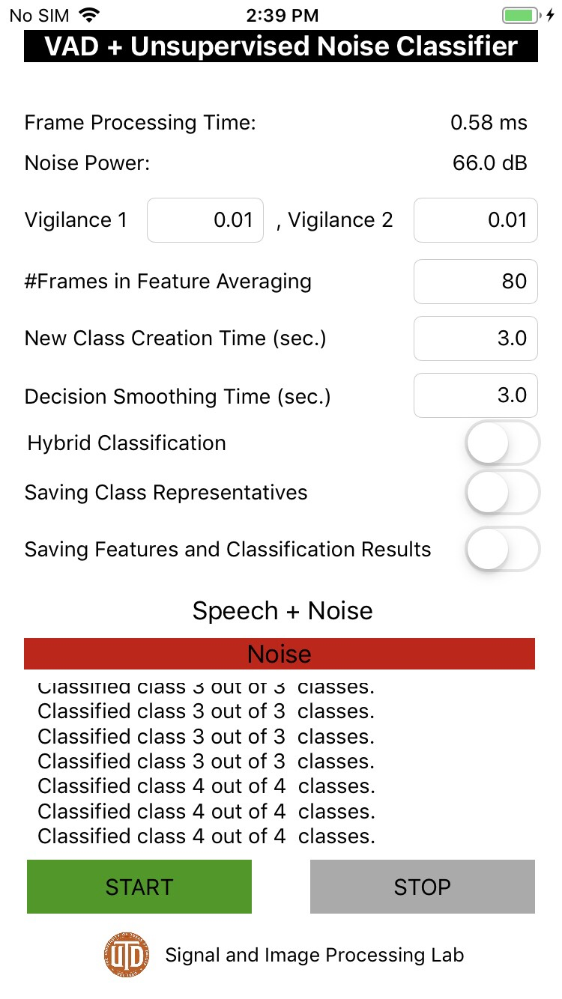 No SIM 2:39 PM
VAD + Unsupervised Noise Classifier
Frame Processing Time: 0.58 ms
Noise Power: 66.0 dB
Vigilance 1 0.01 , Vigilance 2 0.01
#Frames in Feature Averaging 80
New Class Creation Time (sec.) 3.0
Decision Smoothing Time (sec.) 3.0
Hybrid Classification
Saving Class Representatives
Saving Features and Classification Results
Speech + Noise
Noise
Classified class 3 out of 3 classes.
Classified class 3 out of 3 classes.
Classified class 3 out of 3 classes.
Classified class 3 out of 3 classes.
Classified class 4 out of 4 classes.
Classified class 4 out of 4 classes.
Classified class 4 out of 4 classes.
START STOP
UTD Signal and Image Processing Lab